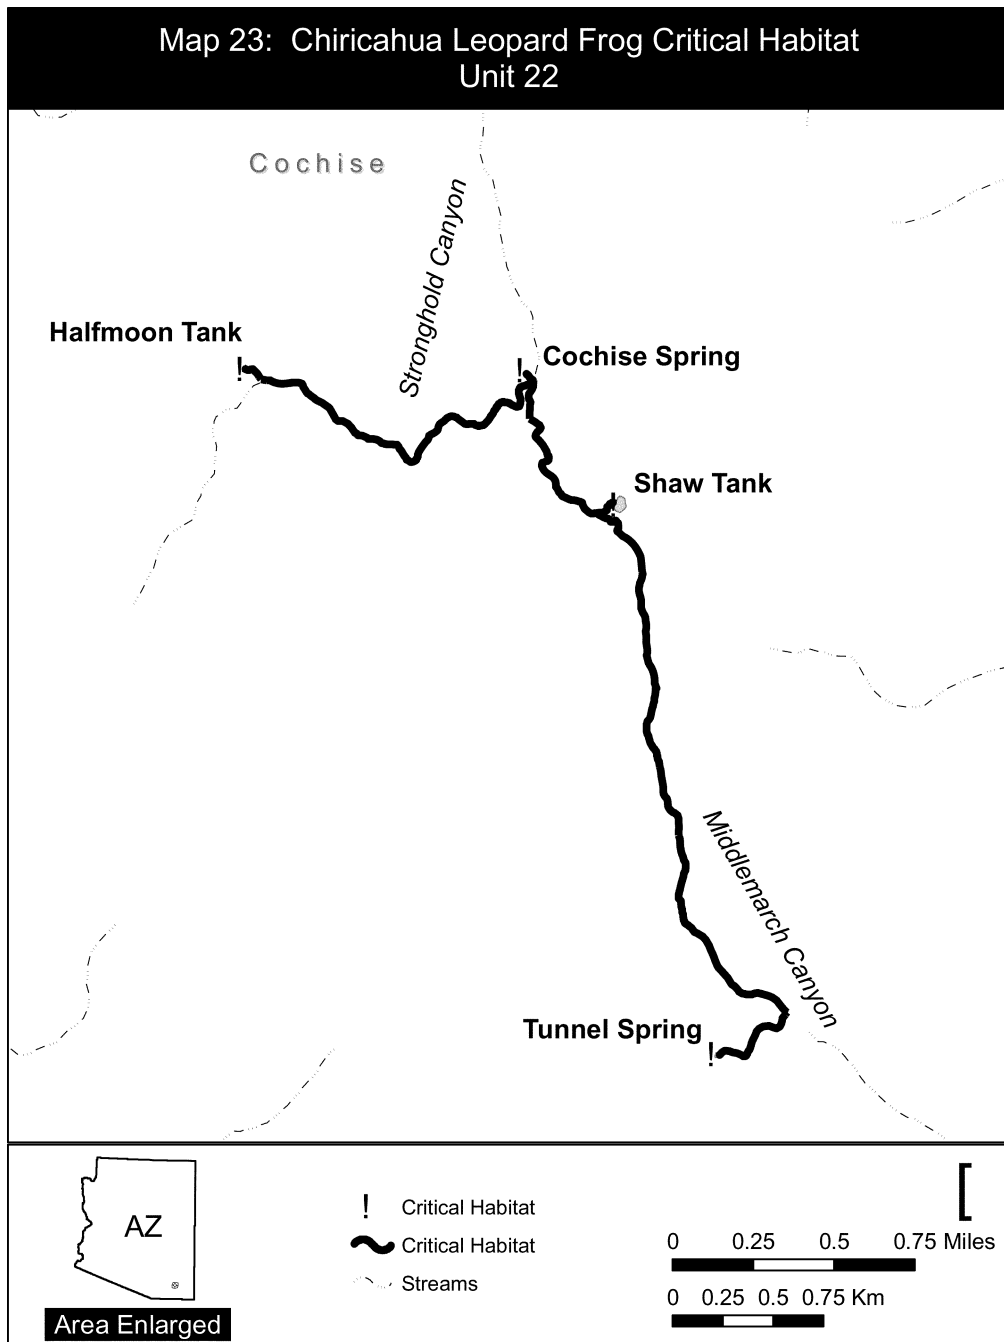 Map 23: Chiricahua Leopard Frog Critical Habitat
Unit 22
Cochise
Stronghold Canyon
Halfmoon Tank
!
!
Cochise Spring
Shaw Tank
!
Middlemarch Canyon
Tunnel Spring
!
AZ
Area Enlarged
! Critical Habitat
Critical Habitat
Streams
[
0 0.25 0.5 0.75 Miles
0 0.25 0.5 0.75 Km